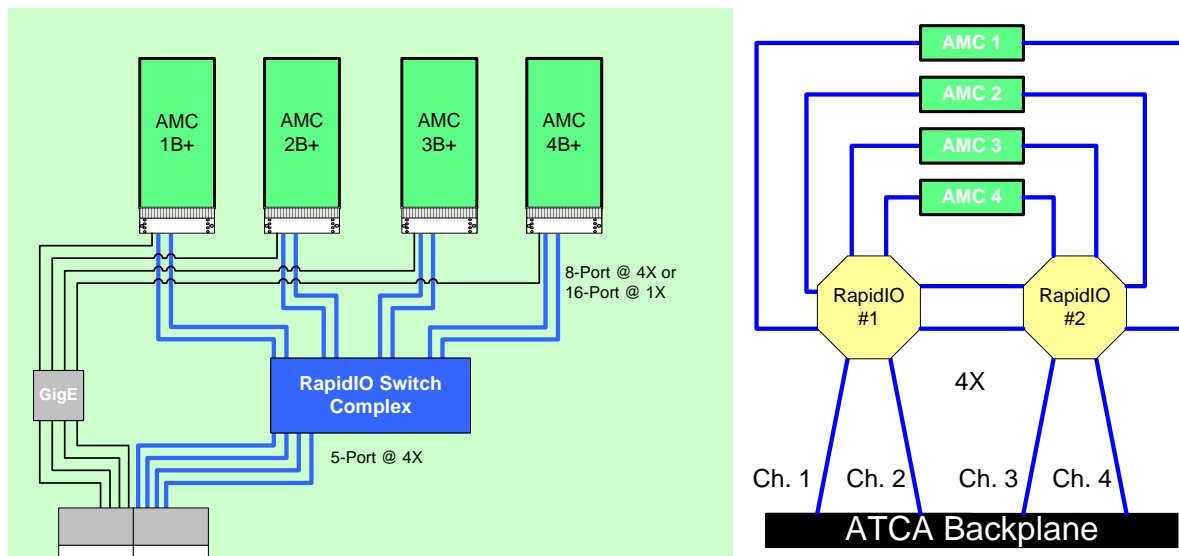 AMC
1B+
AMC
2B+
AMC
3B+
AMC
4B+
8-Port @ 4X or
16-Port @ 1X
GigE
RapidIO Switch
Complex
5-Port @ 4X
AMC 1
AMC 2
AMC 3
AMC 4
RapidIO
#1
RapidIO
#2
4X
Ch. 1
Ch. 2
Ch. 3
Ch. 4
ATCA Backplane